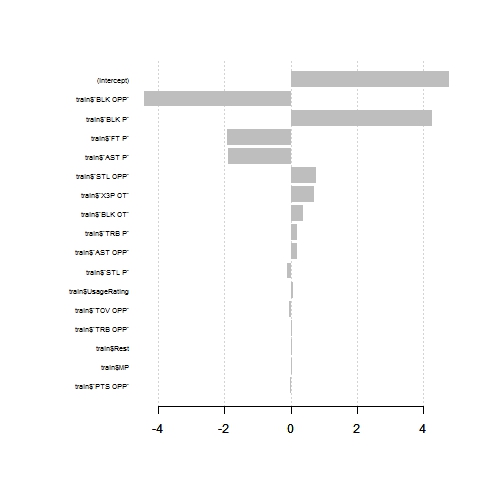 (Intercept)
train$`BLK OPP`
train$`BLK P`
train$`FT P`
train$`AST P`
train$`STL OPP`
train$`X3P OT`
train$`BLK OT`
train$`TRB P`
train$`AST OPP`
train$`STL P`
train$UsageRating
train$`TOV OPP`
train$`TRB OPP`
train$Rest
train$MP
train$`PTS OPP`
-4 -2 0 2 4